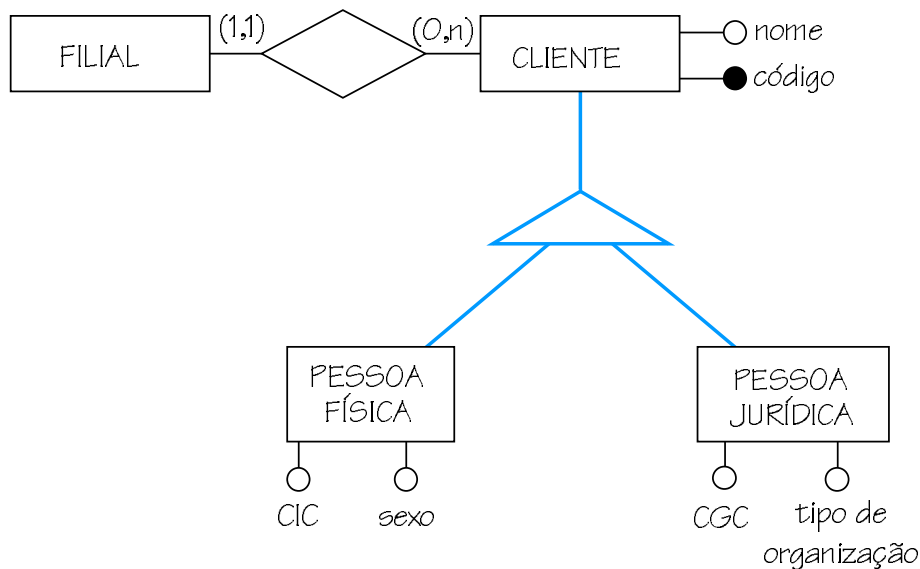 FILIAL
(1,1)
(0,n)
CLIENTE
nome
código
PESSOA
FÍSICA
CIC
sexo
PESSOA
JURÍDICA
CGC
tipo de
organização